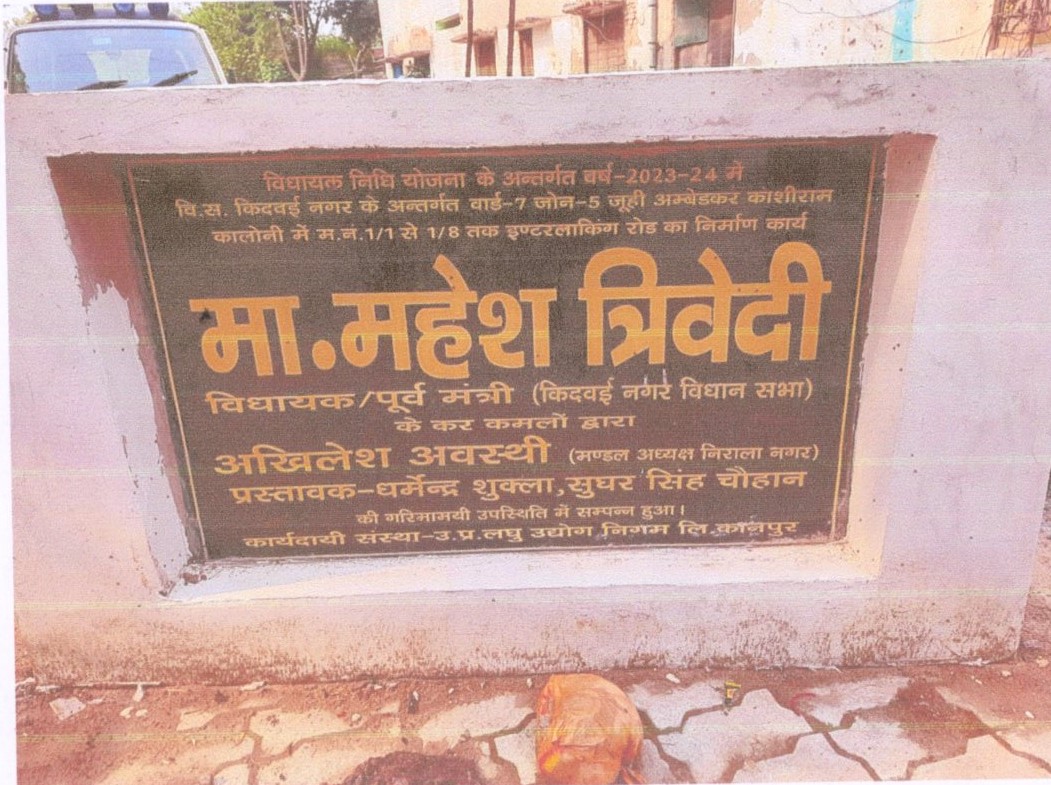 विधायक निधि योजना के अन्तर्गत वर्ष-2023-24 मे
वि.स. किदवई नगर के अन्तर्गत वार्ड-7 जोन-5 जूही अम्बेडकर काशीराम
कालोनी में म.नं.1/1 से 1/8 तक इण्टरलाकिंग रोड का निर्माण कार्य
मा.महेश त्रिवेदी
विधायक/पूर्व मंत्री (किदवई नगर विधान सभा)
के कर कमलों द्वारा
अखिलेश अवस्थी (मण्डल अध्यक्ष निराला नगर)
प्रस्तावक-धर्मेन्द्र शुक्ला,सुघर सिंह चौहान
की गरिमामयी उपस्थिति में सम्पन्न हुआ।
कार्यदायी संस्था-उ.प्र.लघु उद्योग निगम लि.कानपुर